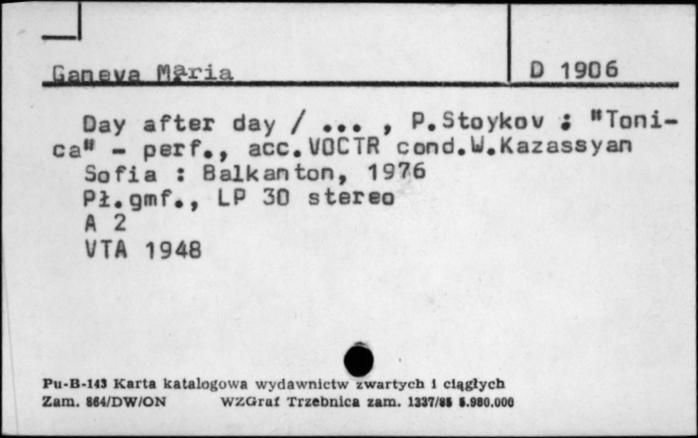 Ganeva Maria
D 1906
Day after day / ... , P.Stoykov : "Toni-
ca" - perf., acc.VOCTR cond.W.Kazassyan
Sofia : Balkanton, 1976
Pł.gmf., LP 30 stereo
A 2
VTA 1948
Pu-B-143 Karta katalogowa wydawnictw zwartych i ciągłych
Zam. 864/DW/ON WZGraf Trzebnica zam. 1337/85 5.980.000